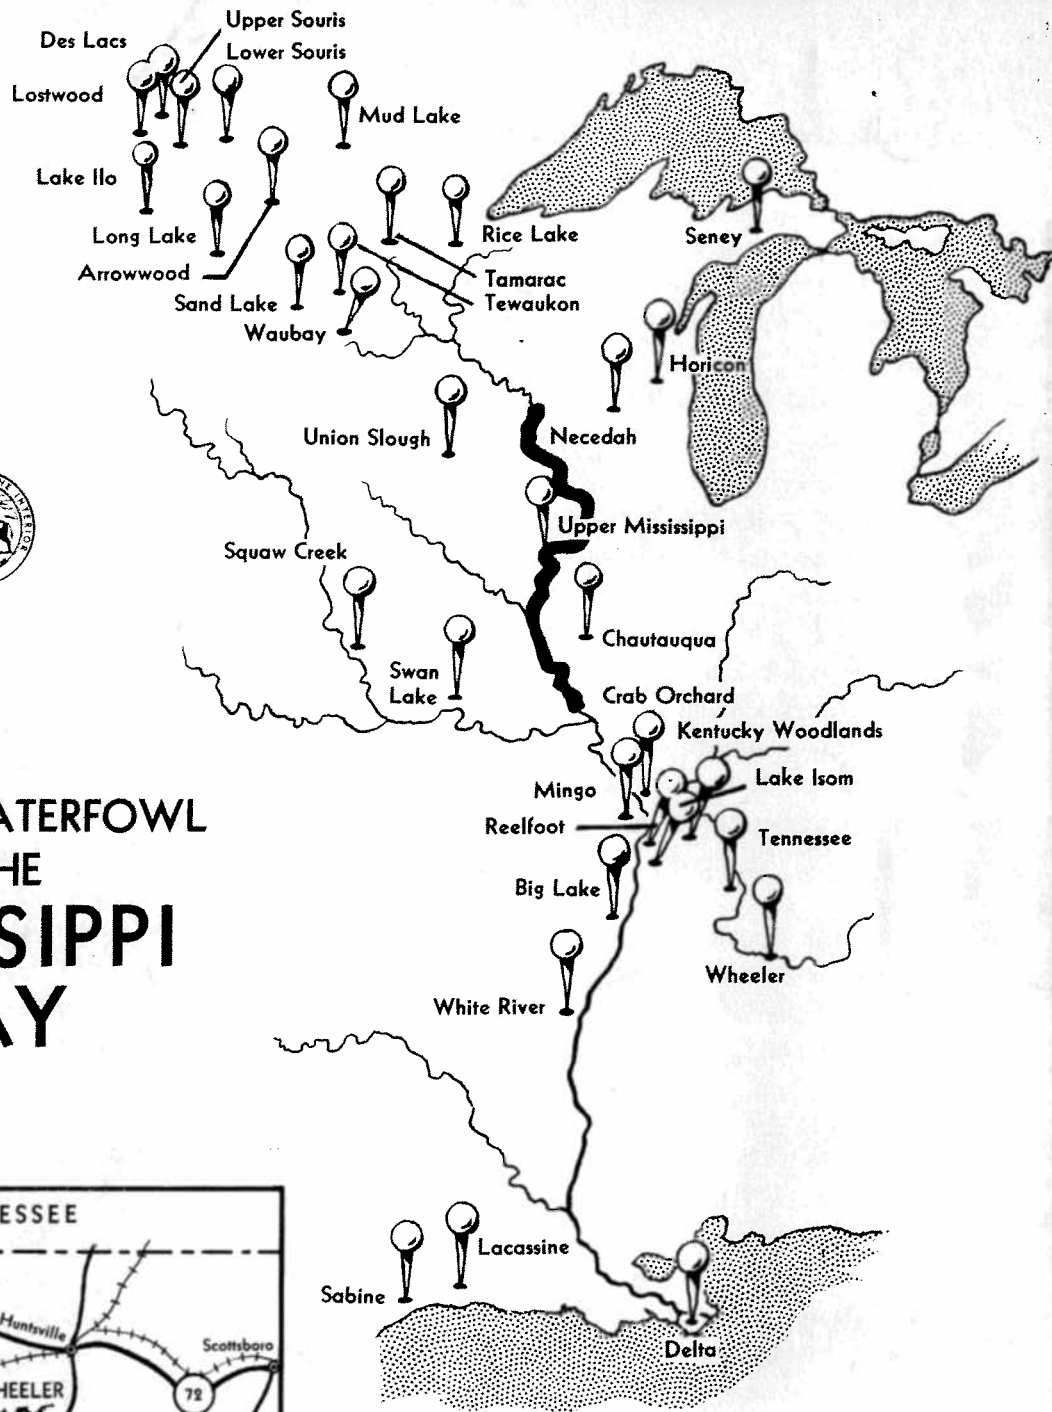 Upper Souris
Des Lacs
Lower Souris
Lostwood
Mud Lake
Lake Ilo
Long Lake
Rice Lake
Seney
Arrowwood
Tamarac
Sand Lake
Tewaukon
Waubay
Horicon
Union Slough
Necedah
INTERIOR
Upper Mississippi
Squaw Creek
Chautauqua
Swan
Lake
Crab Orchard
Kentucky Woodlands
Lake Isom
Mingo
Reelfoot
Tennessee
Big Lake
Wheeler
White River
ATERFOWL
HE
SIPPI
AY
ESSEE
Lacassine
Sabine
Delta
Huntsville
Scottsboro
HEELER
72